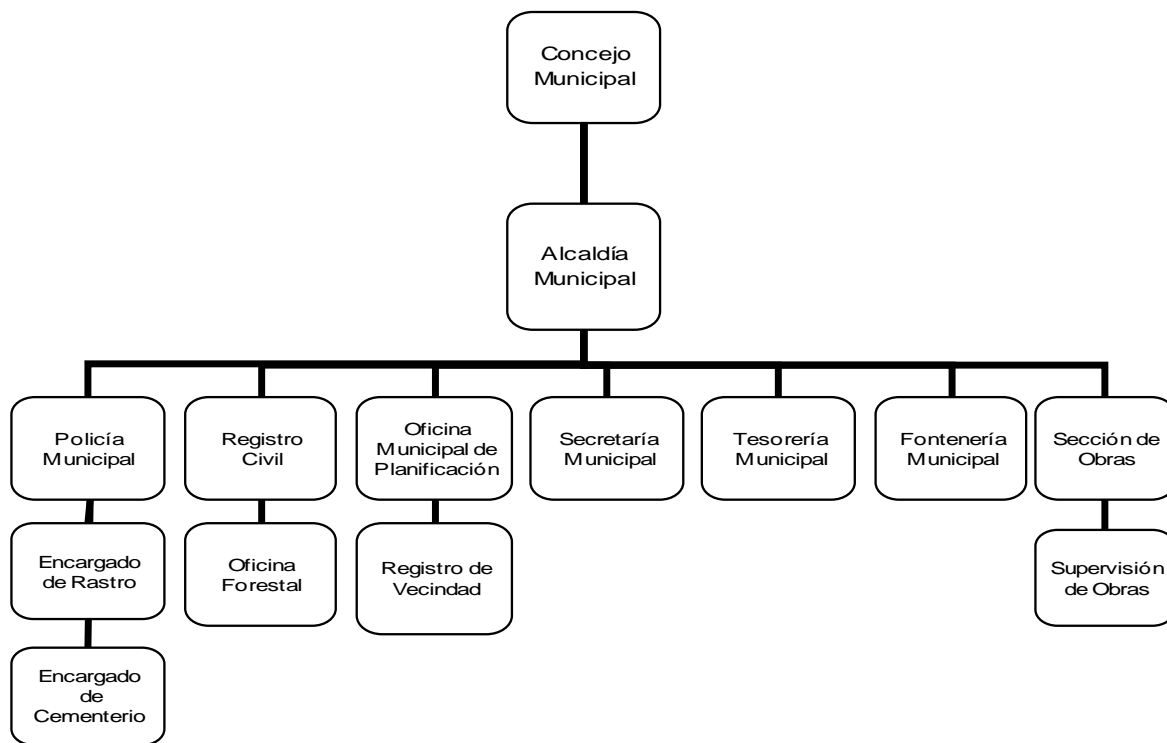 Concejo
Municipal
Alcaldía
Municipal
Policía
Municipal
Registro
Civil
Oficina
Municipal de
Planificación
Secretaría
Municipal
Tesorería
Municipal
Fontenería
Municipal
Sección de
Obras
Encargado
de Rastro
Oficina
Forestal
Registro de
Vecindad
Supervisión
de Obras
Encargado
de
Cementerio